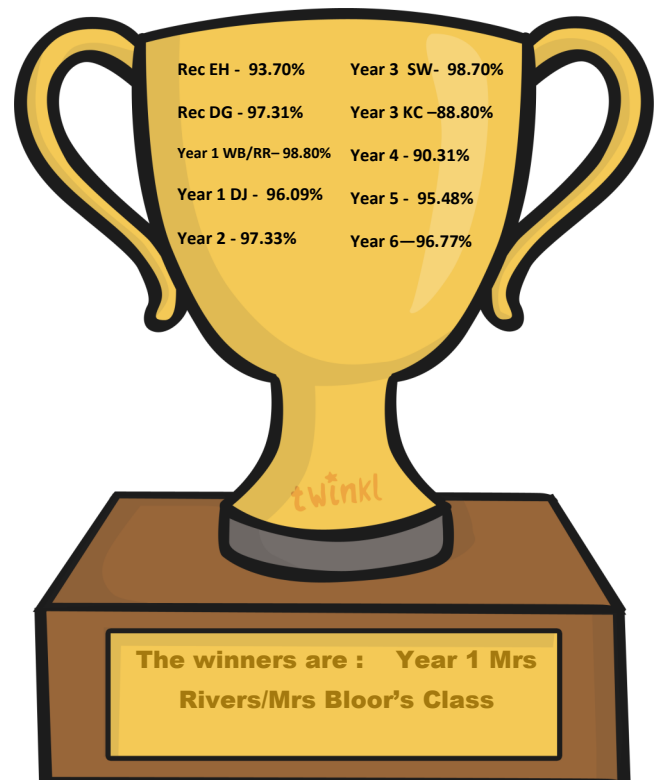 Rec EH - 93.70%
Rec DG - 97.31%
Year 1 WB/RR– 98.80%
Year 1 DJ - 96.09%
Year 2 - 97.33%
Year 3 SW- 98.70%
Year 3 KC –88.80%
Year 4 - 90.31%
Year 5 - 95.48%
Year 6—96.77%
twinkl
The winners are : Year 1 Mrs
Rivers/Mrs Bloor’s Class